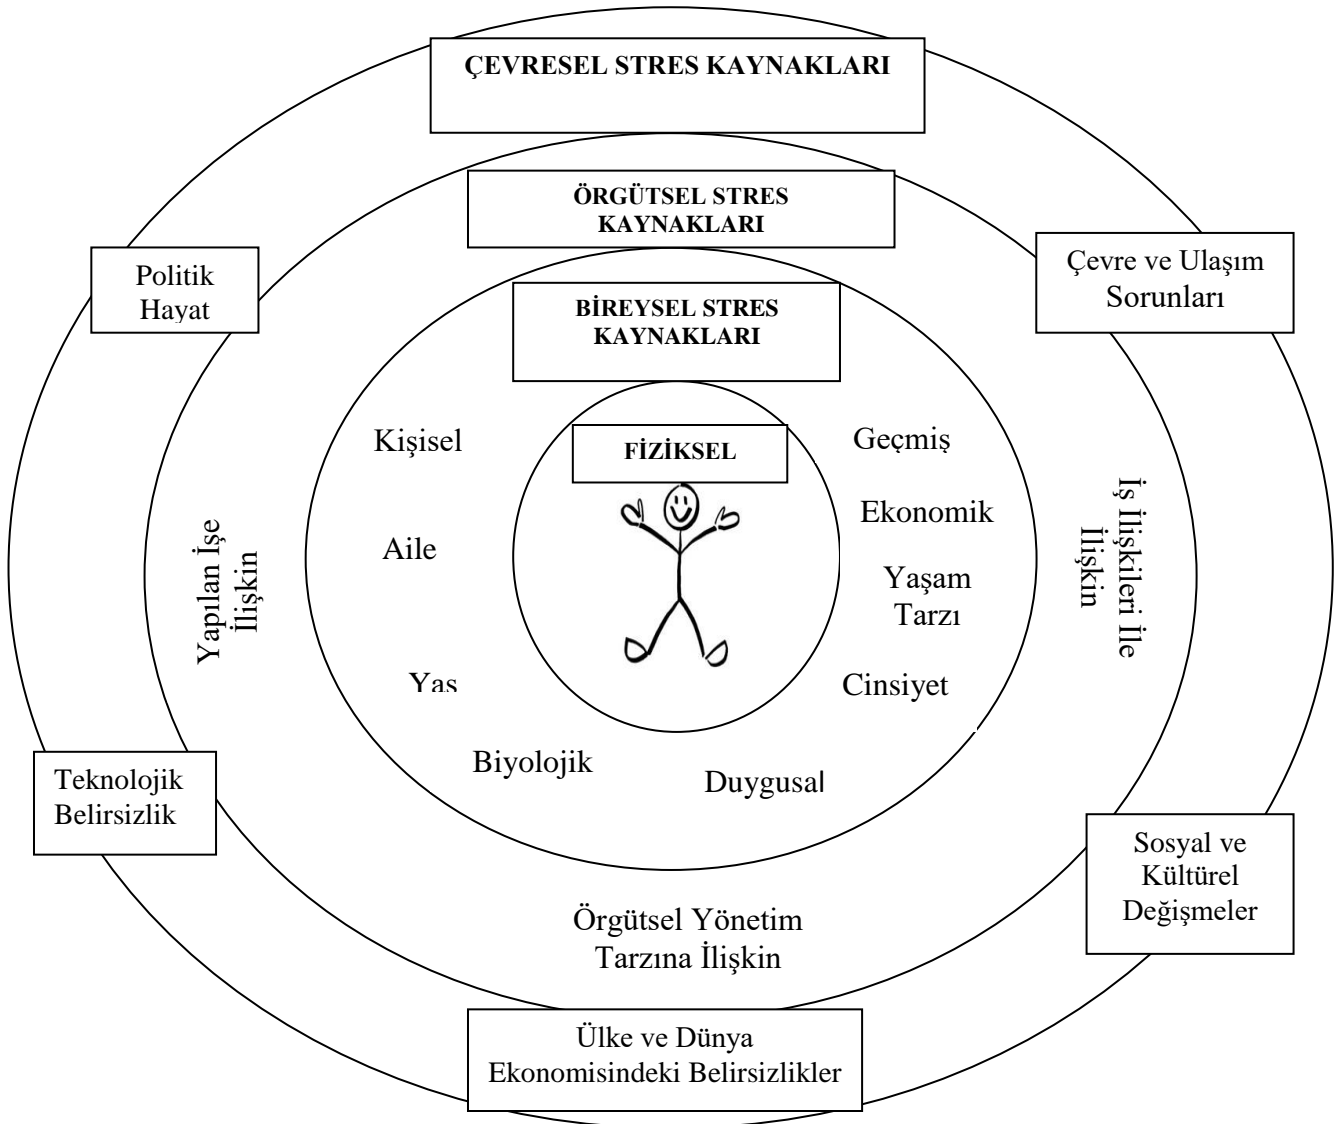 ÇEVRESEL STRES KAYNAKLARI
ÖRGÜTSEL STRES
KAYNAKLARI
Politik
Hayat
Çevre ve Ulaşım
Sorunları
BİREYSEL STRES
KAYNAKLARI
FİZİKSEL
Kişisel
Geçmiş
Ekonomik
Aile
Yaşam
Tarzı
Yapılan İşe
İlişkin
İş İlişkileri İle
İlişkin
Yaş
Cinsiyet
Biyolojik
Duygusal
Teknolojik
Belirsizlik
Sosyal ve
Kültürel
Değişmeler
Örgütsel Yönetim
Tarzına İlişkin
Ülke ve Dünya
Ekonomisindeki Belirsizlikler